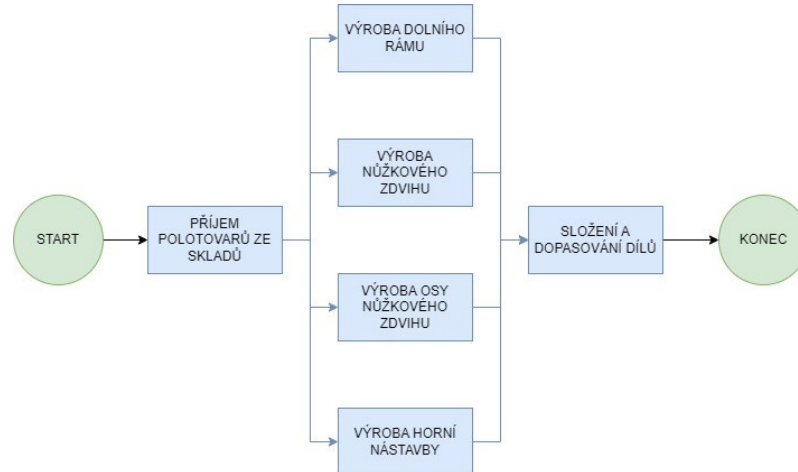 START
PŘÍJEM
POLOTOVARŮ ZE
SKLADŮ
VÝROBA DOLNÍHO
RÁMU
VÝROBA
NŮŽKOVÉHO
ZDVIHU
VÝROBA OSY
NŮŽKOVÉHO
ZDVIHU
VÝROBA HORNÍ
NÁSTAVBY
SLOŽENÍ A
DOPASOVÁNÍ DÍLŮ
KONEC